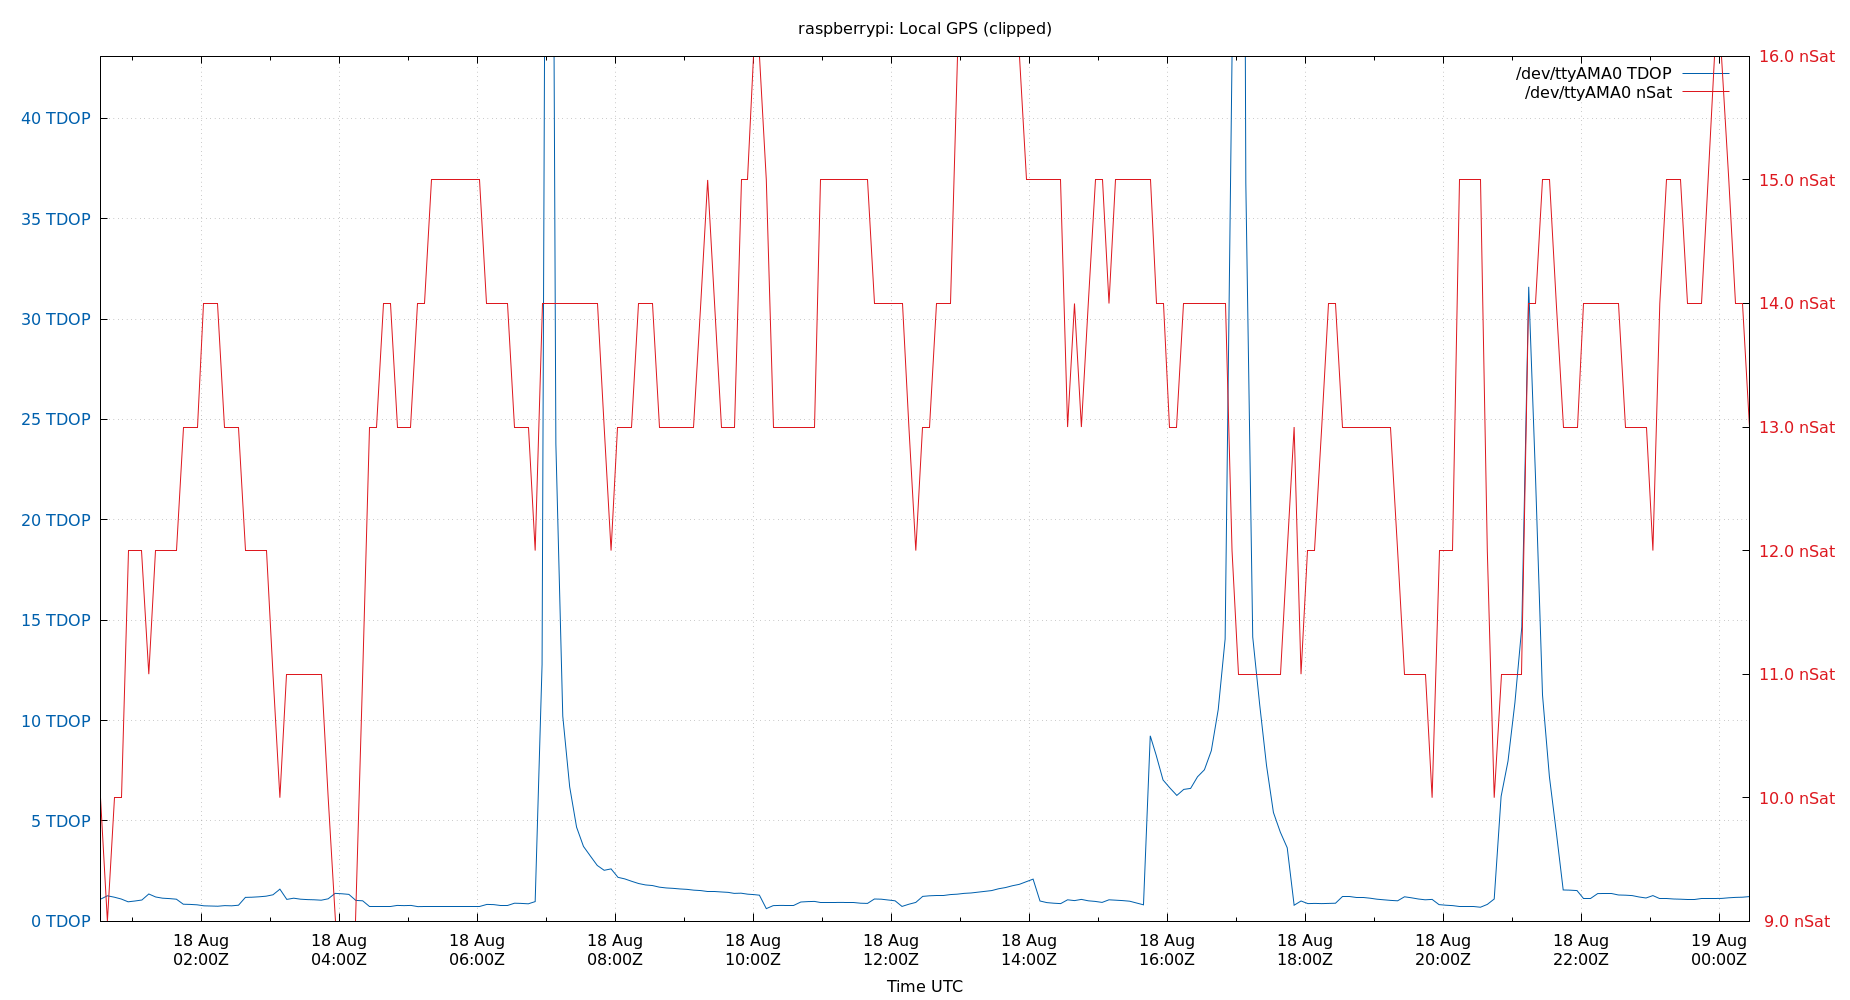 raspberrypi: Local GPS (clipped)
/dev/ttyAMA0 TDOP
/dev/ttyAMA0 nSat
40 TDOP
35 TDOP
30 TDOP
25 TDOP
20 TDOP
15 TDOP
10 TDOP
5 TDOP
0 TDOP
16.0 nSat
15.0 nSat
14.0 nSat
13.0 nSat
12.0 nSat
11.0 nSat
10.0 nSat
9.0 nSat
18 Aug
02:00Z
18 Aug
04:00Z
18 Aug
06:00Z
18 Aug
08:00Z
18 Aug
10:00Z
18 Aug
12:00Z
18 Aug
14:00Z
18 Aug
16:00Z
18 Aug
18:00Z
18 Aug
20:00Z
18 Aug
22:00Z
19 Aug
00:00Z
Time UTC